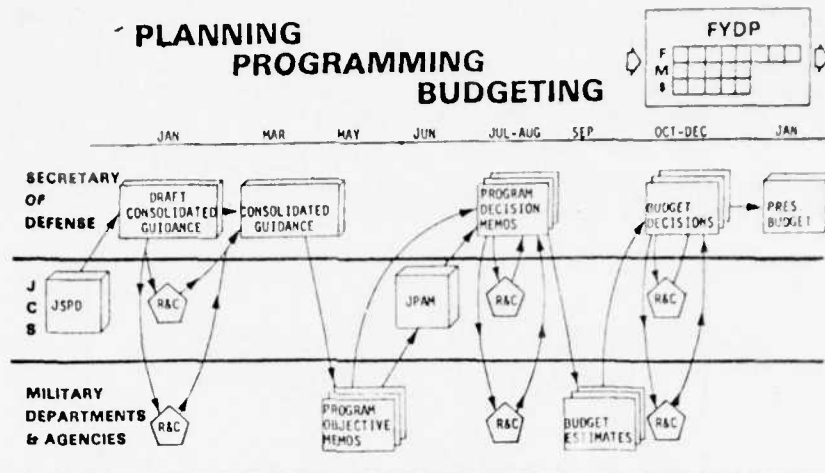 PLANNING
PROGRAMMING
BUDGETING
FYDP
F
M
$
JAN MAR MAY JUN JUL-AUG SEP OCT-DEC JAN
SECRETARY
OF
DEFENSE
DRAFT
CONSOLIDATED
GUIDANCE
CONSOLIDATED
GUIDANCE
PROGRAM
DECISION
MEMOS
BUDGET
DECISIONS
PRES.
BUDGET
J
C
S
JSPD
R&C
JPAM
R&C
R&C
MILITARY
DEPARTMENTS
& AGENCIES
R&C
PROGRAM
OBJECTIVE
MEMOS
R&C
BUDGET
ESTIMATES
R&C